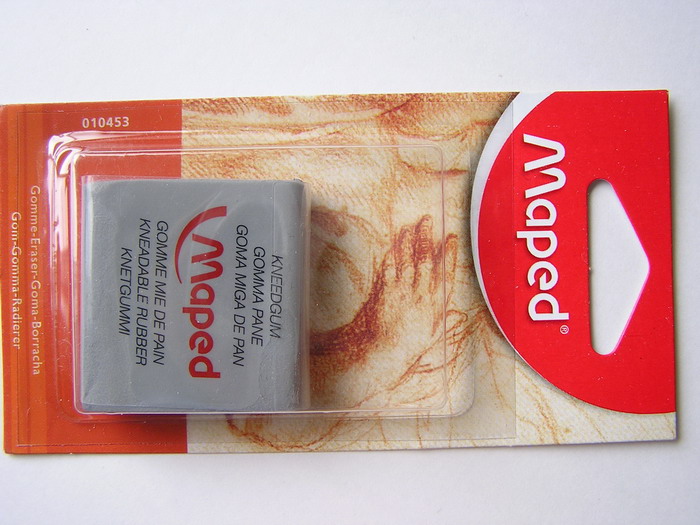 Maped®
KNEEDGUM
GOMMA PANE
GOMA MIGA DE PAN
Maped
GOMME MIE DE PAIN
KNEADABLE RUBBER
KNETGUMMI
010453
Gomme-Eraser-Goma-Borracha
Gom-Gomma-Radierer